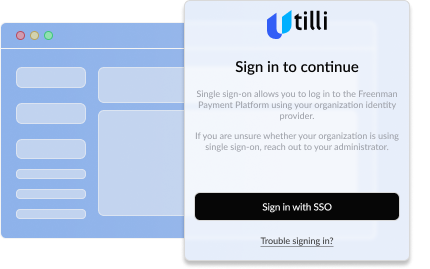 Utilli
Sign in to continue
Single sign-on allows you to log in to the Freenman
Payment Platform using your organization identity
provider.
If you are unsure whether your organization is using
single sign-on, reach out to your administrator.
Sign in with SSO
Trouble signing in?